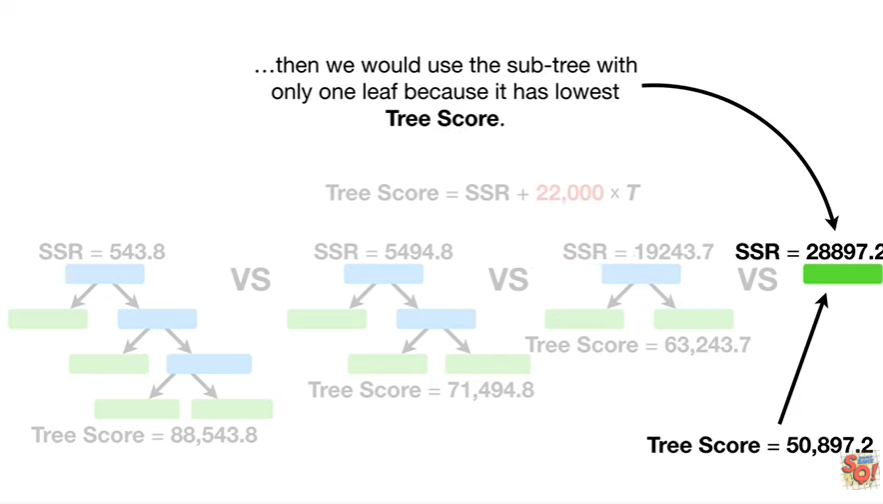 ...then we would use the sub-tree with
only one leaf because it has lowest
Tree Score.
Tree Score = SSR + 22,000 × T
SSR = 543.8
VS
SSR = 5494.8
VS
SSR = 19243.7
VS
SSR = 28897.2
Tree Score = 63,243.7
Tree Score = 71,494.8
Tree Score = 88,543.8
Tree Score = 50,897.2
SQ!